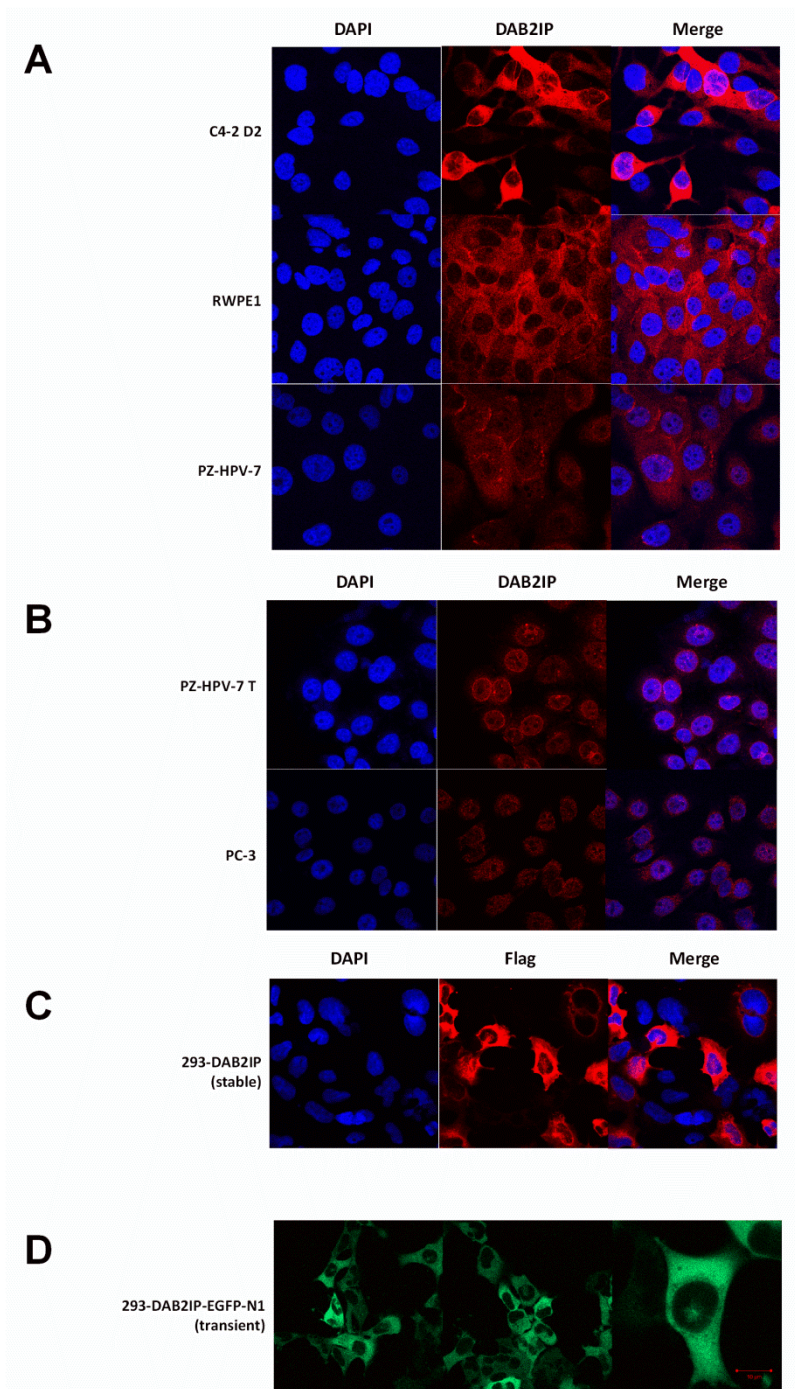 A
DAPI DAB2IP Merge
C4-2 D2
RWPE1
PZ-HPV-7
B
DAPI DAB2IP Merge
PZ-HPV-7 T
PC-3
C
DAPI Flag Merge
293-DAB2IP
(stable)
D
293-DAB2IP-EGFP-N1
(transient)